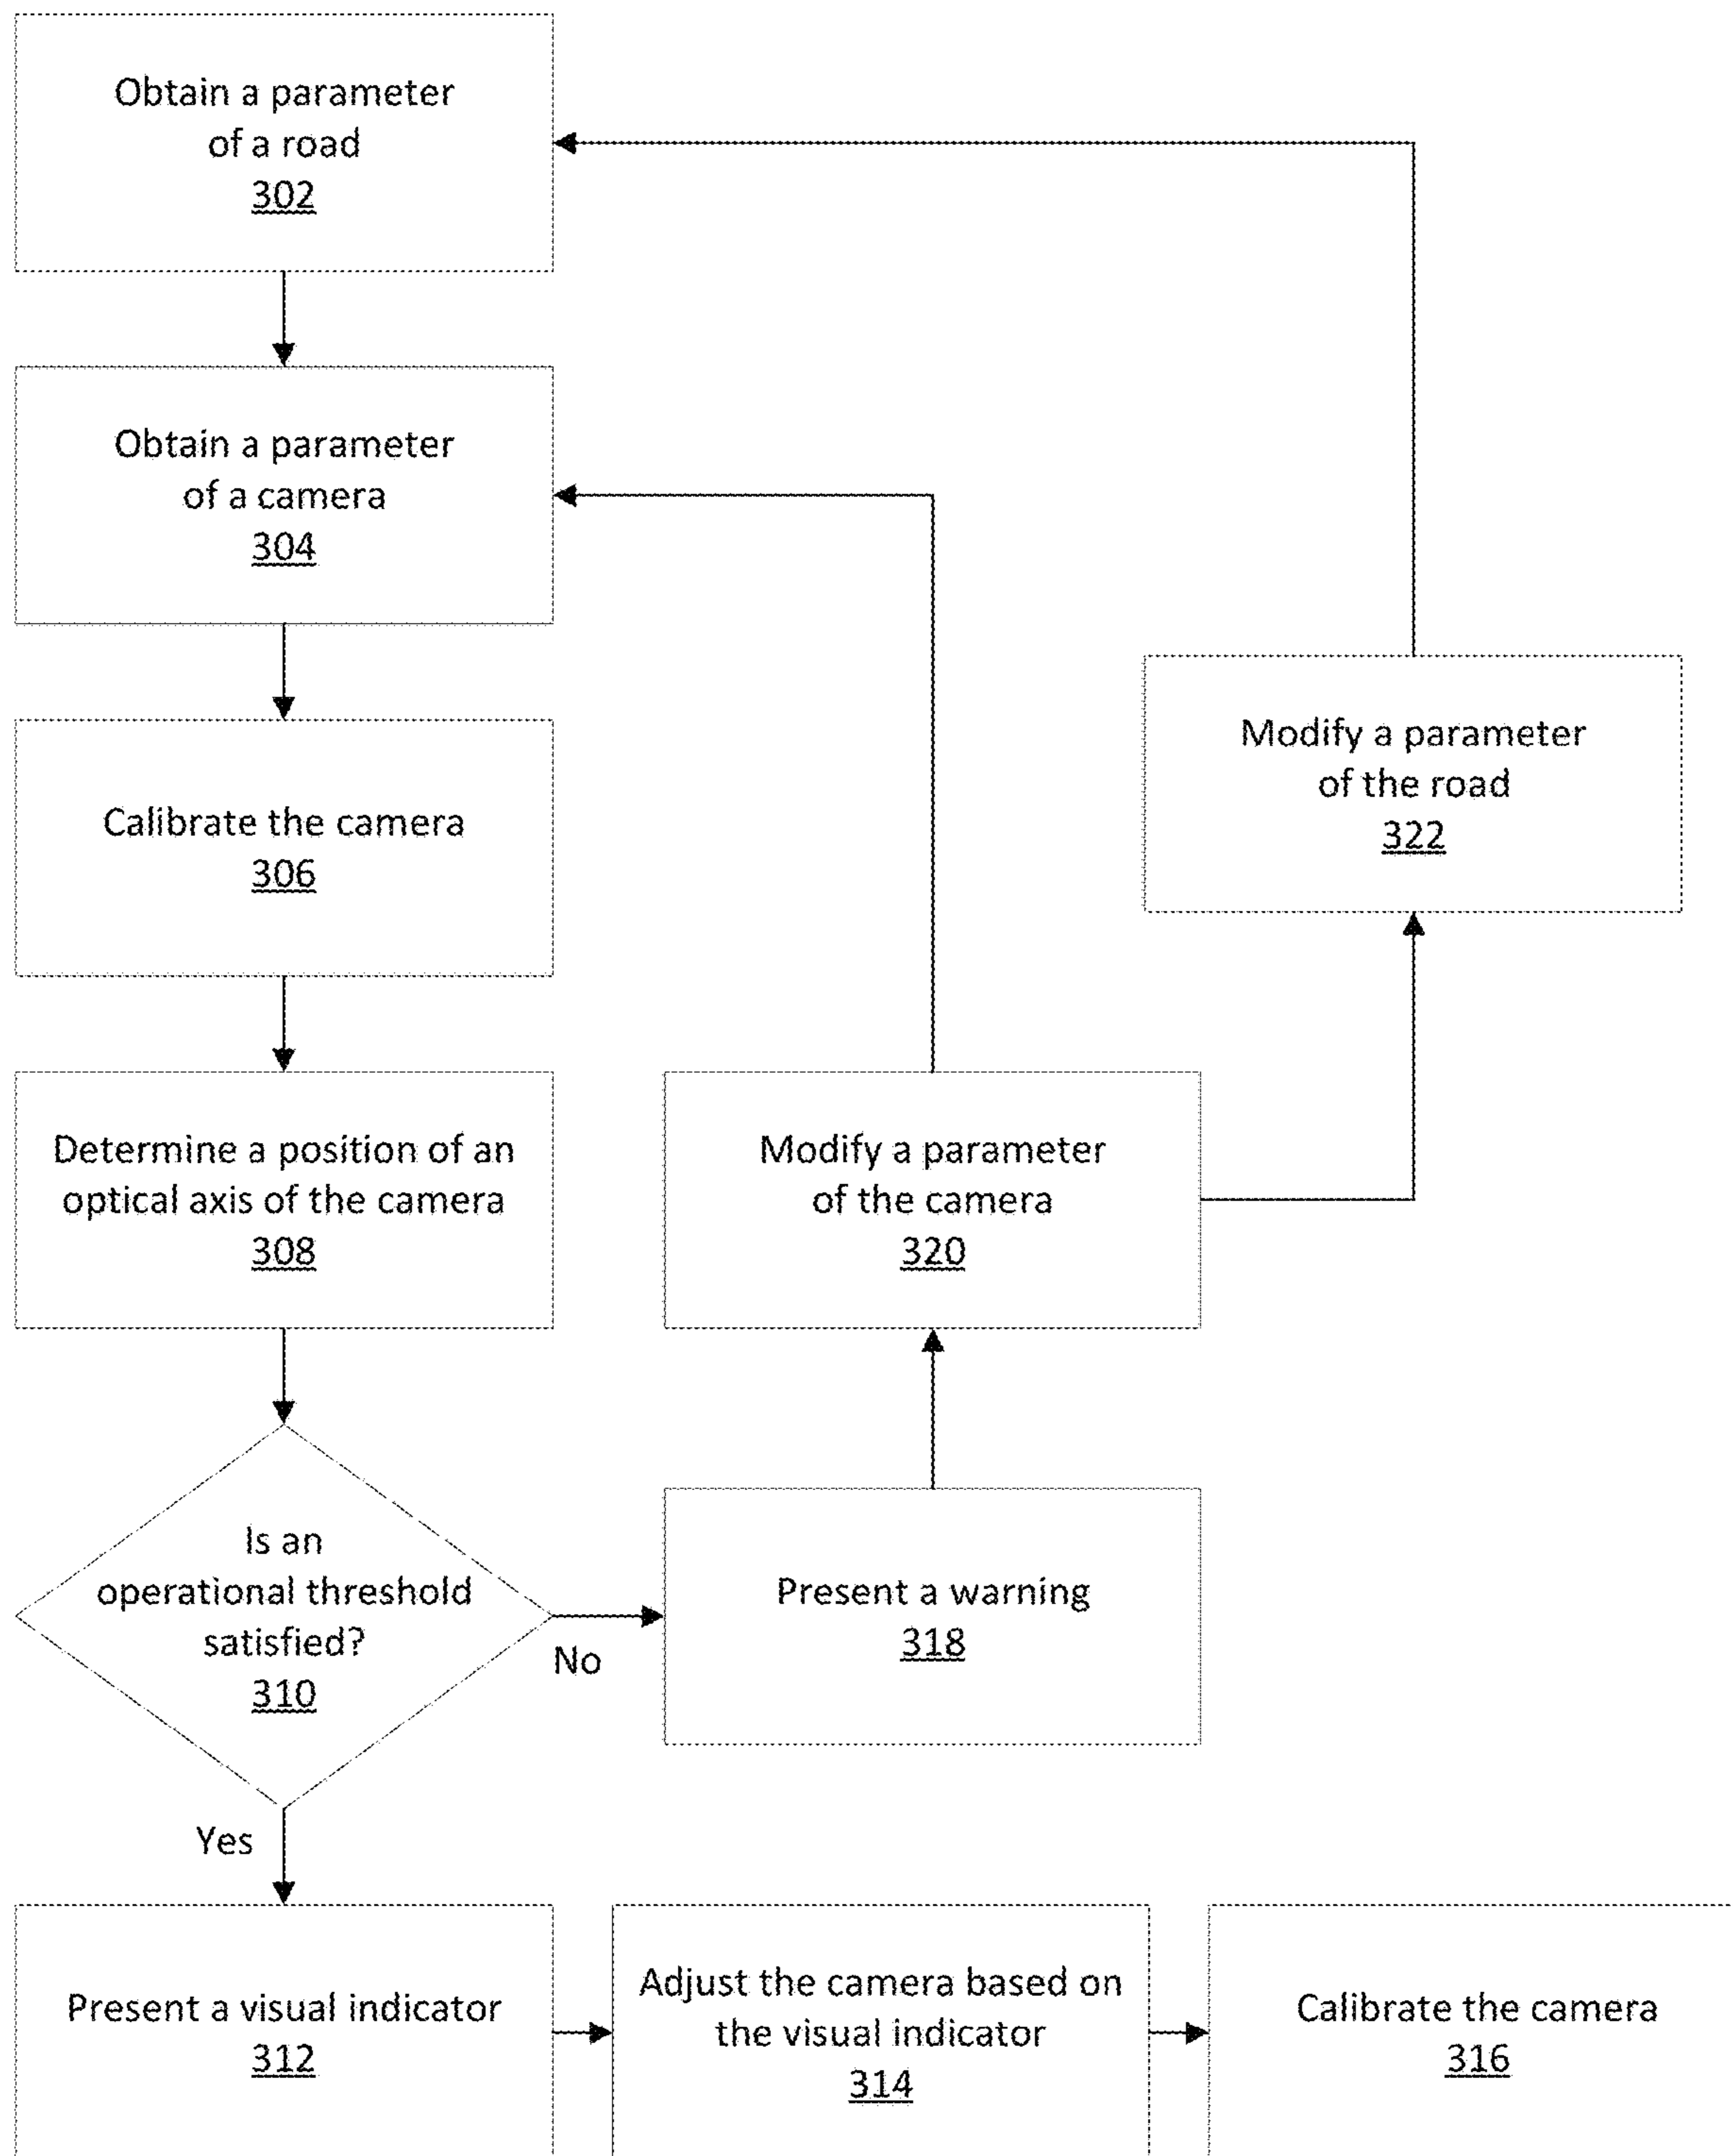 Obtain a parameter
of a road
302
Obtain a parameter
of a camera
304
Calibrate the camera
306
Modify a parameter
of the road
322
Determine a position of an
optical axis of the camera
308
Modify a parameter
of the camera
320
Is an
operational threshold
satisfied?
310
No
Present a warning
318
Yes
Present a visual indicator
312
Adjust the camera based on
the visual indicator
314
Calibrate the camera
316